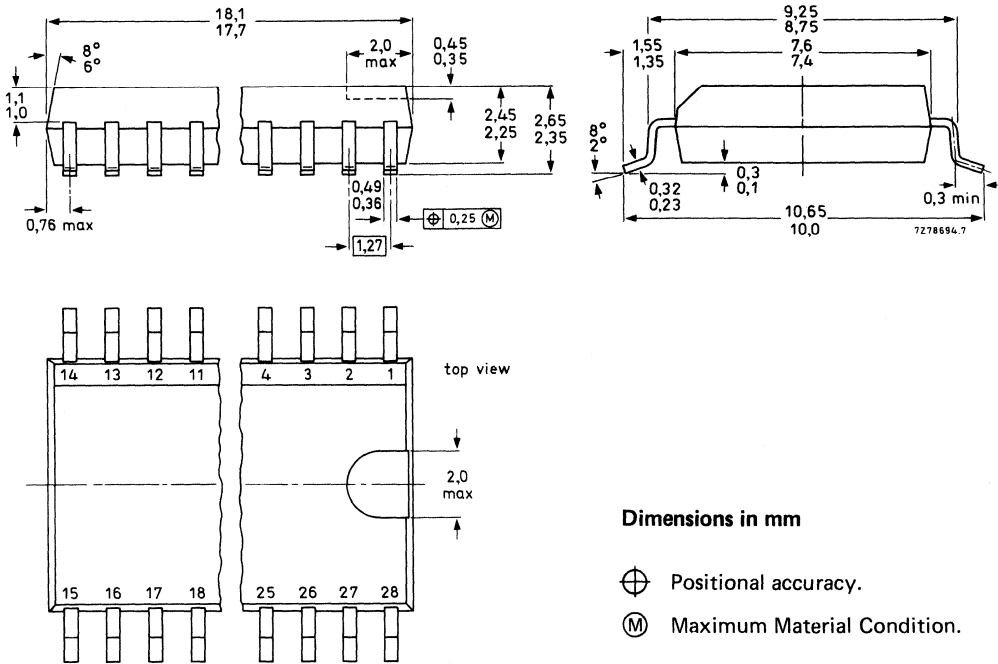 18,1
17,7
8°
6°
2,0
max
0,45
0,35
1,1
1,0
2,45
2,25
2,65
2,35
0,49
0,36
0,76 max
0,25 Ⓜ
1,27
9,25
8,75
1,55
1,35
7,6
7,4
8°
2°
0,3
0,1
0,32
0,23
0,3 min
10,65
10,0
7Z78694.7
14 13 12 11 4 3 2 1
top view
2,0
max
15 16 17 18 25 26 27 28
Dimensions in mm
Positional accuracy.
Ⓜ Maximum Material Condition.